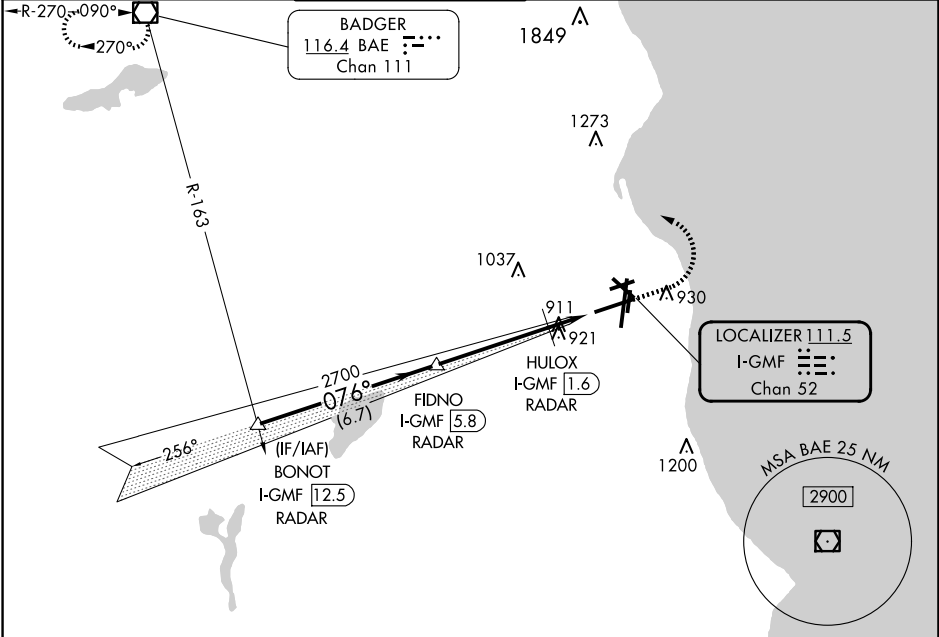 R-270
090°
270°
BADGER
116.4 BAE
Chan 111
1849
1273
R-163
1037
911
930
921
LOCALIZER 111.5
I-GMF
Chan 52
HULOX
I-GMF 1.6
RADAR
2700
076°
(6.7)
FIDNO
I-GMF 5.8
RADAR
256°
(IF/IAF)
BONOT
I-GMF 12.5
RADAR
1200
MSA BAE 25 NM
2900